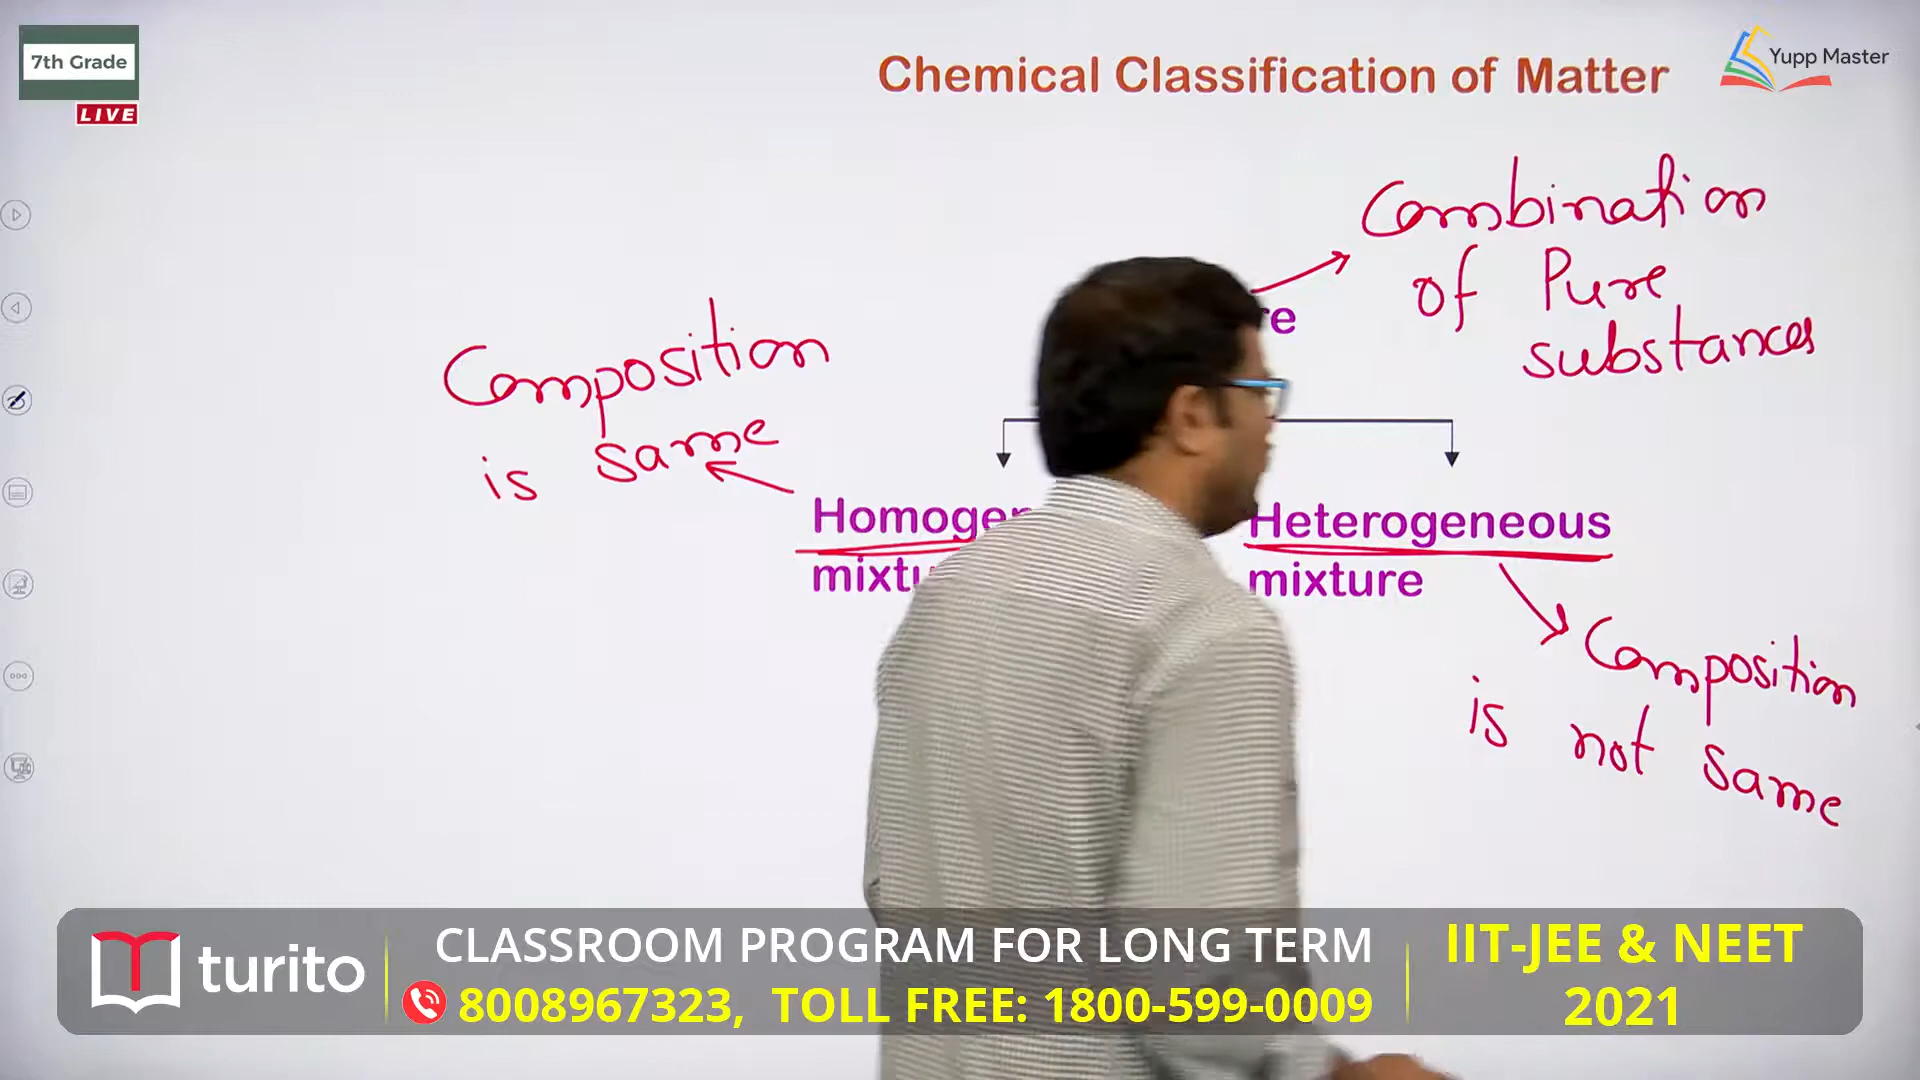 7th Grade
LIVE
Chemical Classification of Matter
Yupp Master
Combination
of Pure
substances
Composition
is same
Heterogeneous
mixture
Composition
is not same
turito
CLASSROOM PROGRAM FOR LONG TERM
8008967323, TOLL FREE: 1800-599-0009
IIT-JEE & NEET
2021